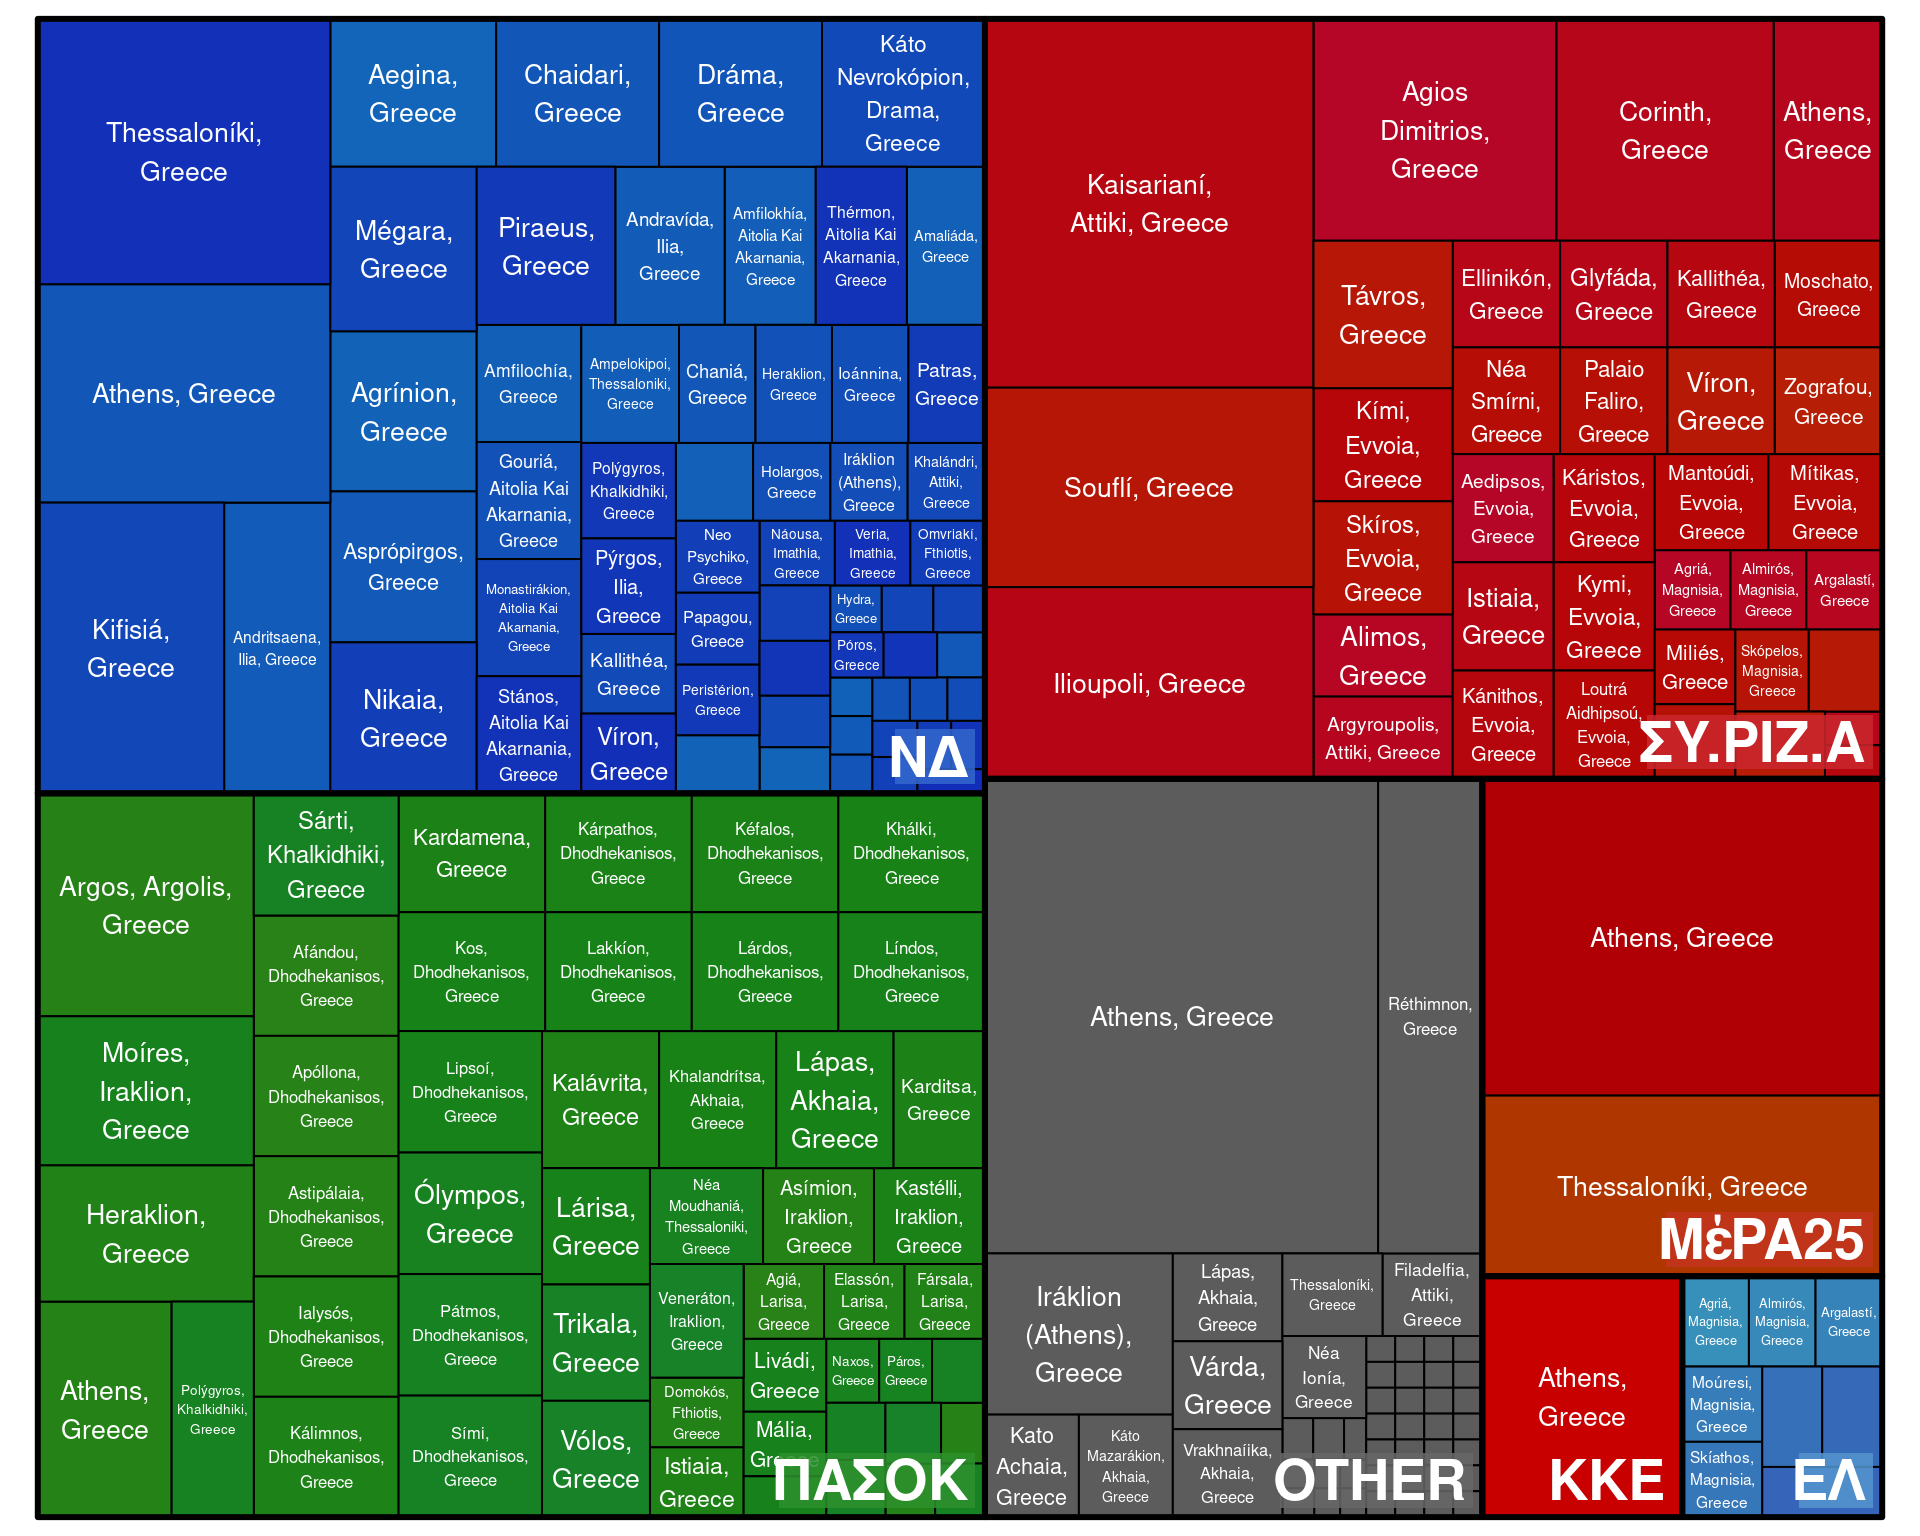 Thessaloníki,
Greece
Athens, Greece
Kifisiá,
Greece
Andritsaena,
Ilia, Greece
Aegina,
Greece
Chaidari,
Greece
Dráma,
Greece
Káto
Nevrokópion,
Drama,
Greece
Mégara,
Greece
Piraeus,
Greece
Andravída,
Ilia,
Greece
Amfilokhía,
Aitolia Kai
Akarnania,
Greece
Thérmon,
Aitolia Kai
Akarnania,
Greece
Amaliáda,
Greece
Agrínion,
Greece
Asprópirgos,
Greece
Nikaia,
Greece
Amfilochía,
Greece
Ampelokipoi,
Thessaloniki,
Greece
Chaniá,
Greece
Heraklion,
Greece
Ioánnina,
Greece
Patras,
Greece
Gouriá,
Aitolia Kai
Akarnania,
Greece
Monastirákion,
Aitolia Kai
Akarnania,
Greece
Stános,
Aitolia Kai
Akarnania,
Greece
Polýgyros,
Khalkidhiki,
Greece
Pýrgos,
Ilia,
Greece
Kallithéa,
Greece
Víron,
Greece
Holargos,
Greece
Iráklion
(Athens),
Greece
Khalándri,
Attiki,
Greece
Neo
Psychiko,
Greece
Papagou,
Greece
Peristérion,
Greece
Náousa,
Imathia,
Greece
Veria,
Imathia,
Greece
Omvriakí,
Fthiotis,
Greece
Hydra,
Greece
Póros,
Greece
ΝΔ
Kaisarianí,
Attiki, Greece
Souflí, Greece
Ilioupoli, Greece
Agios
Dimitrios,
Greece
Corinth,
Greece
Athens,
Greece
Távros,
Greece
Kími,
Evvoia,
Greece
Skíros,
Evvoia,
Greece
Alimos,
Greece
Argyroupolis,
Attiki, Greece
Ellinikón,
Greece
Glyfáda,
Greece
Kallithéa,
Greece
Moschato,
Greece
Néa
Smírni,
Greece
Palaio
Faliro,
Greece
Víron,
Greece
Zografou,
Greece
Aedipsos,
Evvoia,
Greece
Káristos,
Evvoia,
Greece
Mantoúdi,
Evvoia,
Greece
Mítikas,
Evvoia,
Greece
Istiaia,
Greece
Kymi,
Evvoia,
Greece
Kánithos,
Evvoia,
Greece
Loutrá
Aidhipsoú,
Evvoia,
Greece
Agriá,
Magnisia,
Greece
Almirós,
Magnisia,
Greece
Argalastí,
Greece
Miliés,
Greece
Skópelos,
Magnisia,
Greece
ΣΥ.ΡΙΖ.Α
Argos, Argolis,
Greece
Moíres,
Iraklion,
Greece
Heraklion,
Greece
Athens,
Greece
Polýgyros,
Khalkidhiki,
Greece
Sárti,
Khalkidhiki,
Greece
Afándou,
Dhodhekanisos,
Greece
Apóllona,
Dhodhekanisos,
Greece
Astipálaia,
Dhodhekanisos,
Greece
Ialysós,
Dhodhekanisos,
Greece
Kálimnos,
Dhodhekanisos,
Greece
Kardamena,
Greece
Kárpathos,
Dhodhekanisos,
Greece
Kéfalos,
Dhodhekanisos,
Greece
Khálki,
Dhodhekanisos,
Greece
Kos,
Dhodhekanisos,
Greece
Lakkíon,
Dhodhekanisos,
Greece
Lárdos,
Dhodhekanisos,
Greece
Líndos,
Dhodhekanisos,
Greece
Lipsoí,
Dhodhekanisos,
Greece
Ólympos,
Greece
Pátmos,
Dhodhekanisos,
Greece
Sími,
Dhodhekanisos,
Greece
Kalávrita,
Greece
Khalandrítsa,
Akhaia,
Greece
Lápas,
Akhaia,
Greece
Karditsa,
Greece
Lárisa,
Greece
Trikala,
Greece
Vólos,
Greece
Néa
Moudhaniá,
Thessaloniki,
Greece
Asímion,
Iraklion,
Greece
Kastélli,
Iraklion,
Greece
Veneráton,
Iraklion,
Greece
Domokós,
Fthiotis,
Greece
Istiaia,
Greece
Agiá,
Larisa,
Greece
Elassón,
Larisa,
Greece
Fársala,
Larisa,
Greece
Livádi,
Greece
Naxos,
Greece
Páros,
Greece
Mália,
Greece
ΠΑΣΟΚ
Athens, Greece
Réthimnon,
Greece
Iráklion
(Athens),
Greece
Kato
Achaia,
Greece
Káto
Mazarákion,
Akhaia,
Greece
Lápas,
Akhaia,
Greece
Várda,
Greece
Vrakhnaíika,
Akhaia,
Greece
Thessaloníki,
Greece
Filadelfia,
Attiki,
Greece
Néa
Ionía,
Greece
OTHER
Athens, Greece
Thessaloníki, Greece
ΜέΡΑ25
Athens,
Greece
ΚΚΕ
Agriá,
Magnisia,
Greece
Almirós,
Magnisia,
Greece
Argalastí,
Greece
Moúresi,
Magnisia,
Greece
Skíathos,
Magnisia,
Greece
ΕΛ